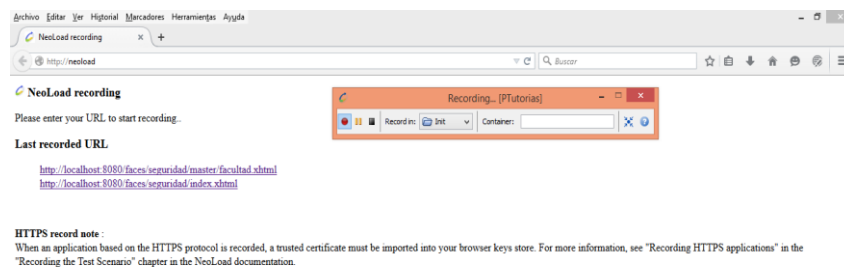 Archivo Editar Ver Historial Marcadores Herramientas Ayuda
NeoLoad recording
http://neoload
Buscar
NeoLoad recording
Recording... [PTutorias]
Record in: Init Container:
Please enter your URL to start recording..
Last recorded URL
http://localhost:8080/faces/seguridad/master/facultad.xhtml
http://localhost:8080/faces/seguridad/index.xhtml
HTTPS record note :
When an application based on the HTTPS protocol is recorded, a trusted certificate must be imported into your browser keys store. For more information, see "Recording HTTPS applications" in the
"Recording the Test Scenario" chapter in the NeoLoad documentation.